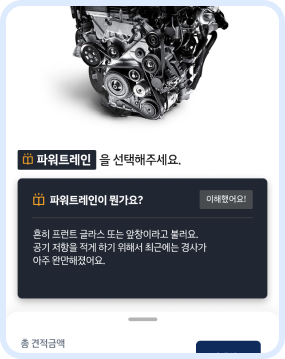 파워트레인 을 선택해주세요.
파워트레인이 뭔가요?
이해했어요!
흔히 프런트 글라스 또는 앞창이라고 불러요.
공기 저항을 적게 하기 위해서 최근에는 경사가
아주 완만해졌어요.
총 견적금액